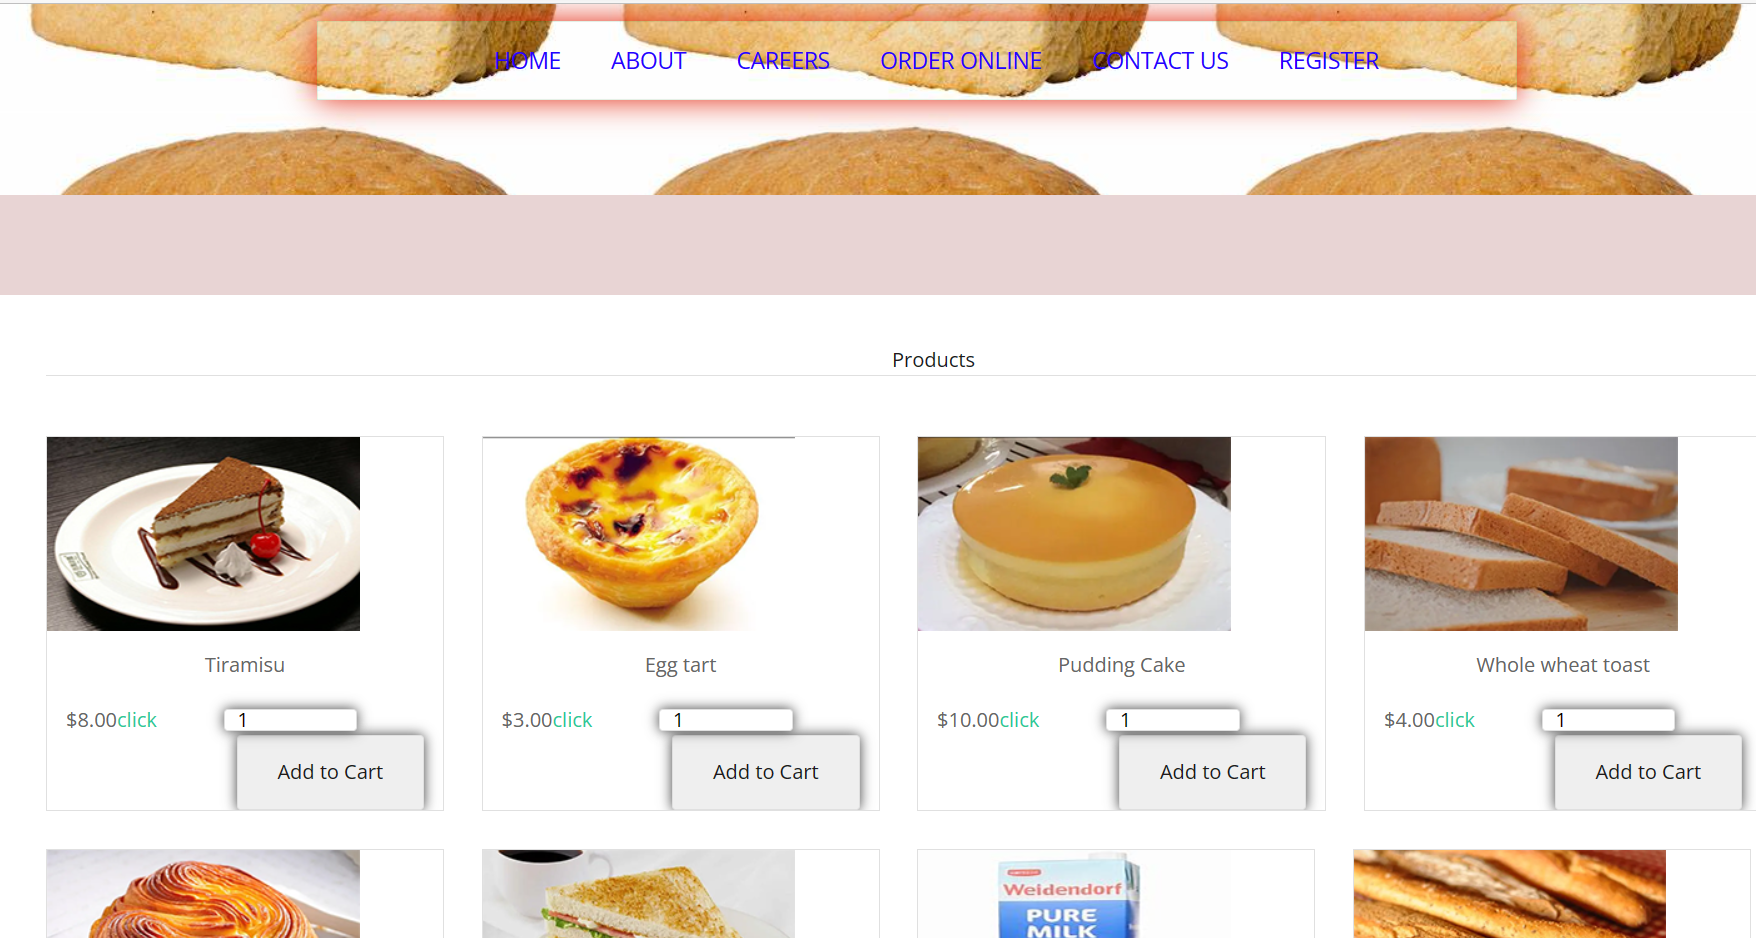 HOME ABOUT CAREERS ORDER ONLINE CONTACT US REGISTER
Products
Tiramisu
$8.00click 1
Add to Cart
Egg tart
$3.00click 1
Add to Cart
Pudding Cake
$10.00click 1
Add to Cart
Whole wheat toast
$4.00click 1
Add to Cart
Weidendorf
PURE
MILK